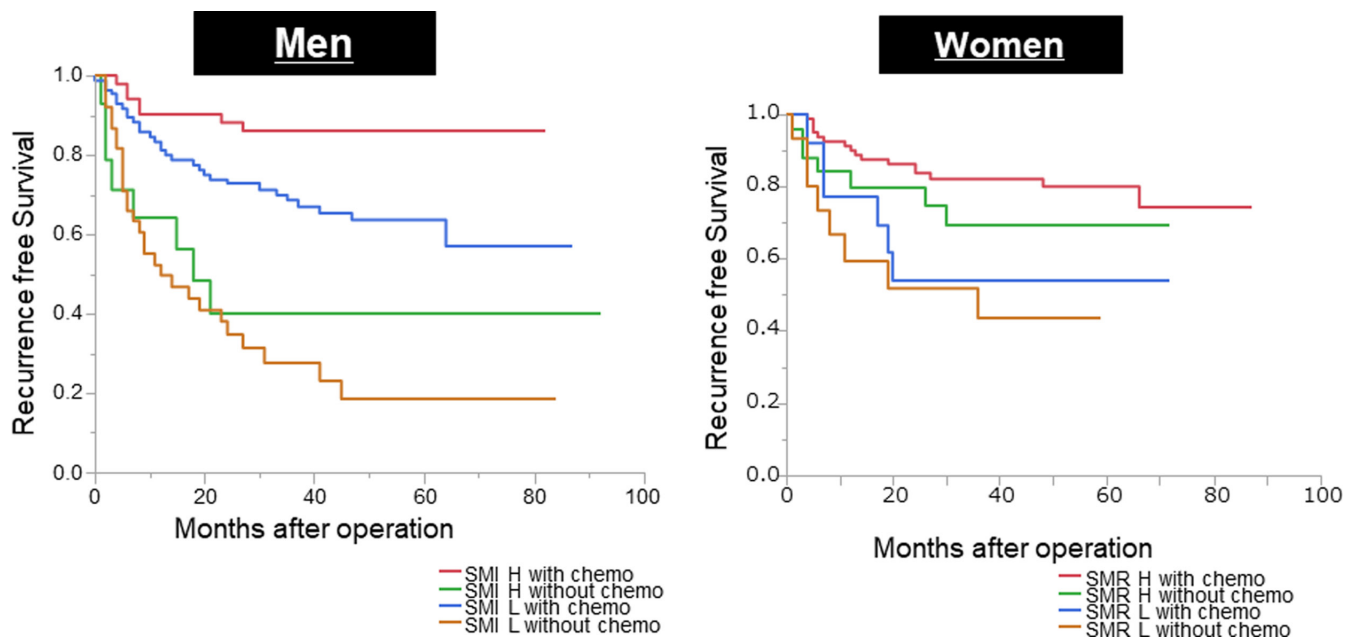 Men
Recurrence free Survival
1.0
0.8
0.6
0.4
0.2
0.0
0 20 40 60 80 100
Months after operation
SMI H with chemo
SMI H without chemo
SMI L with chemo
SMI L without chemo
Women
Recurrence free Survival
1.0
0.8
0.6
0.4
0.2
0.0
0 20 40 60 80 100
Months after operation
SMR H with chemo
SMR H without chemo
SMR L with chemo
SMR L without chemo